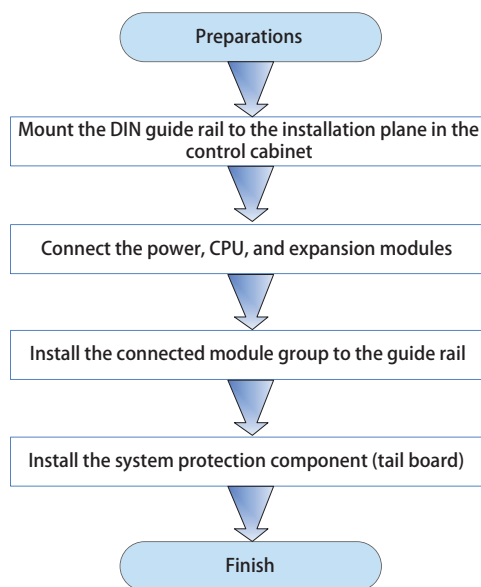 Preparations
Mount the DIN guide rail to the installation plane in the
control cabinet
Connect the power, CPU, and expansion modules
Install the connected module group to the guide rail
Install the system protection component (tail board)
Finish